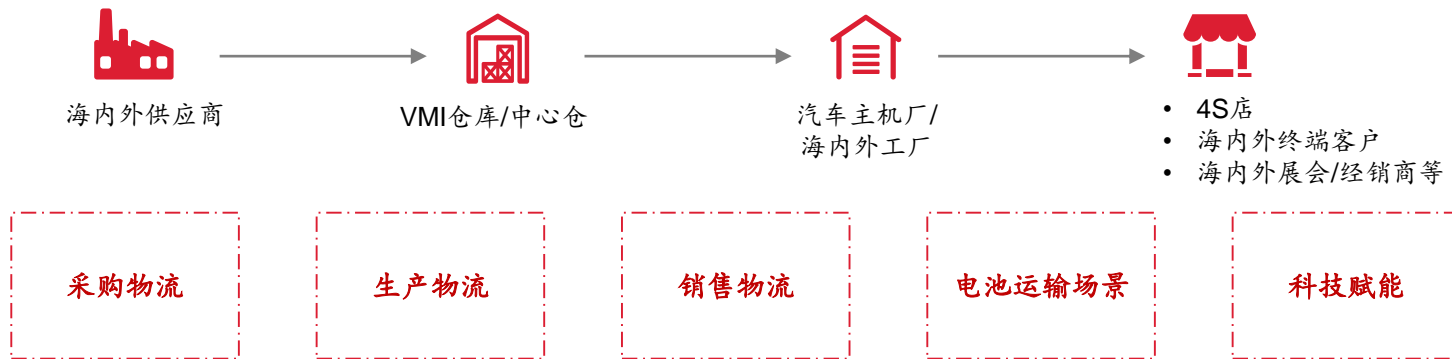 海内外供应商
VMI仓库/中心仓
汽车主机厂/
海内外工厂
• 4S店
• 海内外终端客户
• 海内外展会/经销商等
采购物流
生产物流
销售物流
电池运输场景
科技赋能